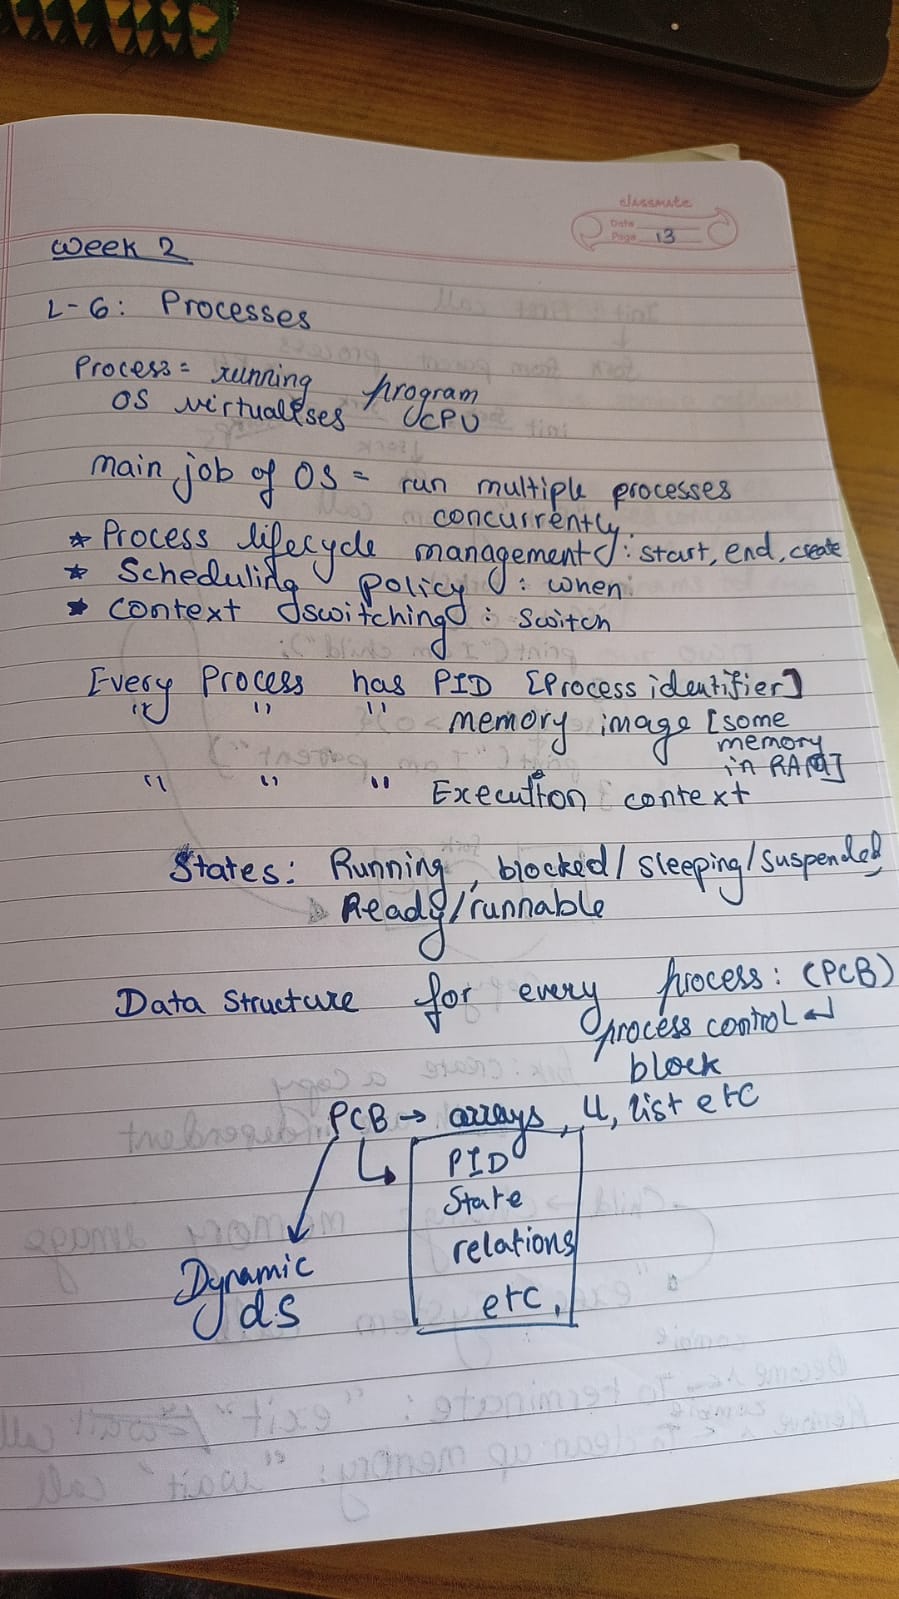 classmate
Date
Page 13
Week 2
L-6: Processes
Process = running program
OS virtualises CPU
main job of OS = run multiple processes
concurrently
* Process lifecycle management : start, end, create
* Scheduling policy : when
* context switching : switch
Every Process has PID [Process identifier]
" " " memory image [some
memory
in RAM]
" " " Execution context
States: Running, blocked/sleeping/suspended
Ready/runnable
Data Structure for every process: (PCB)
process control
block
PCB → arrays, LL, list etc
PID
State
relations
etc.
Dynamic
ds